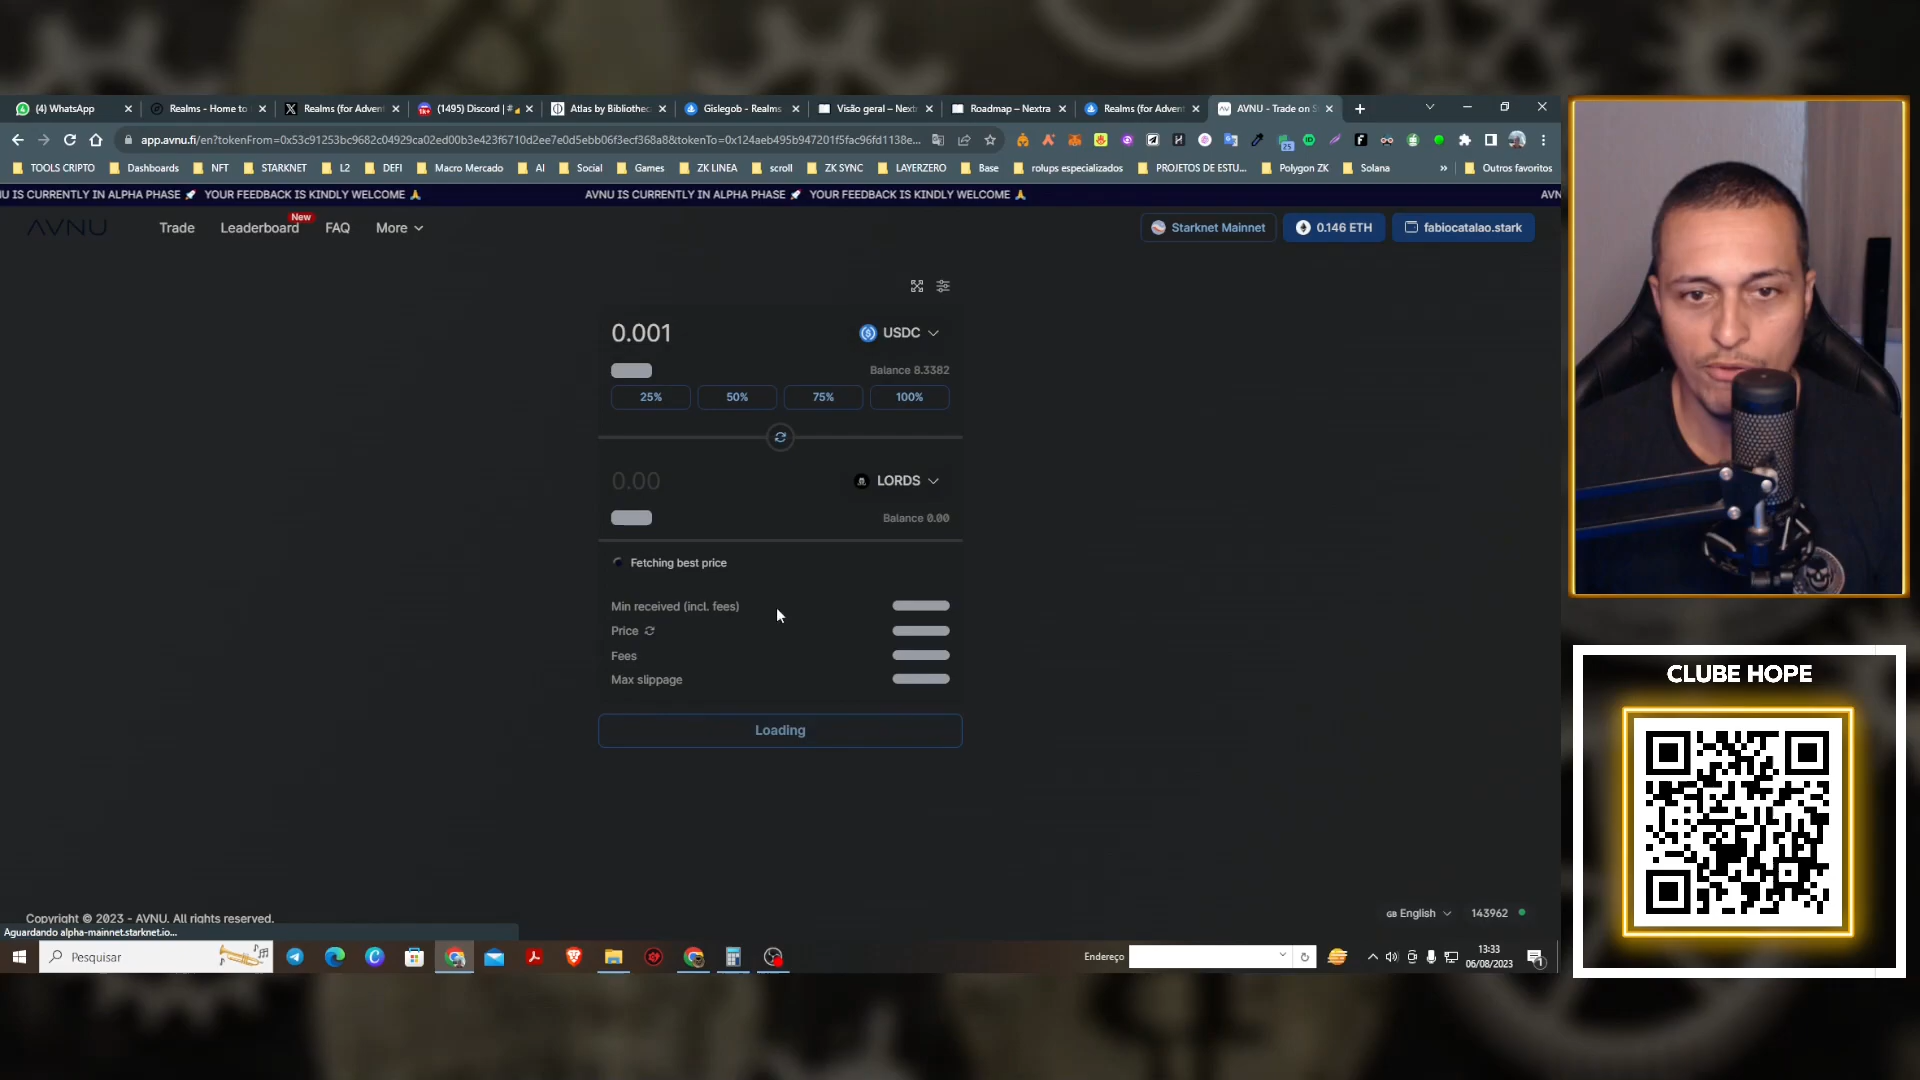 (4) WhatsApp
Realms - Home to
Realms (for Advent
(1495) Discord | #
Atlas by Bibliothec
Gislegob - Realms
Visão geral – Nextr
Roadmap – Nextra
Realms (for Advent
AVNU - Trade on S
app.avnu.fi/en?tokenFrom=0x53c91253bc9682c04929ca02ed00b3e423f6710d2ee7e0d5ebb06f3ecf368a8&tokenTo=0x124aeb495b947201f5fac96fd1138e...
25
TOOLS CRIPTO Dashboards NFT STARKNET L2 DEFI Macro Mercado AI Social Games ZK LINEA scroll ZK SYNC LAYERZERO Base rolups especializados PROJETOS DE ESTU... Polygon ZK Solana » Outros favoritos
U IS CURRENTLY IN ALPHA PHASE 🚀 YOUR FEEDBACK IS KINDLY WELCOME 🙏 AVNU IS CURRENTLY IN ALPHA PHASE 🚀 YOUR FEEDBACK IS KINDLY WELCOME 🙏 AVN
AVNU
Trade
Leaderboard
New
FAQ
More
Starknet Mainnet
0.146 ETH
fabiocatalao.stark
0.001
USDC
Balance 8.3382
25% 50% 75% 100%
0.00
LORDS
Balance 0.00
Fetching best price
Min received (incl. fees)
Price
Fees
Max slippage
Loading
Copyright © 2023 - AVNU. All rights reserved.
GB English
143962
Aguardando alpha-mainnet.starknet.io...
Pesquisar
Endereço
13:33
06/08/2023
1
CLUBE HOPE